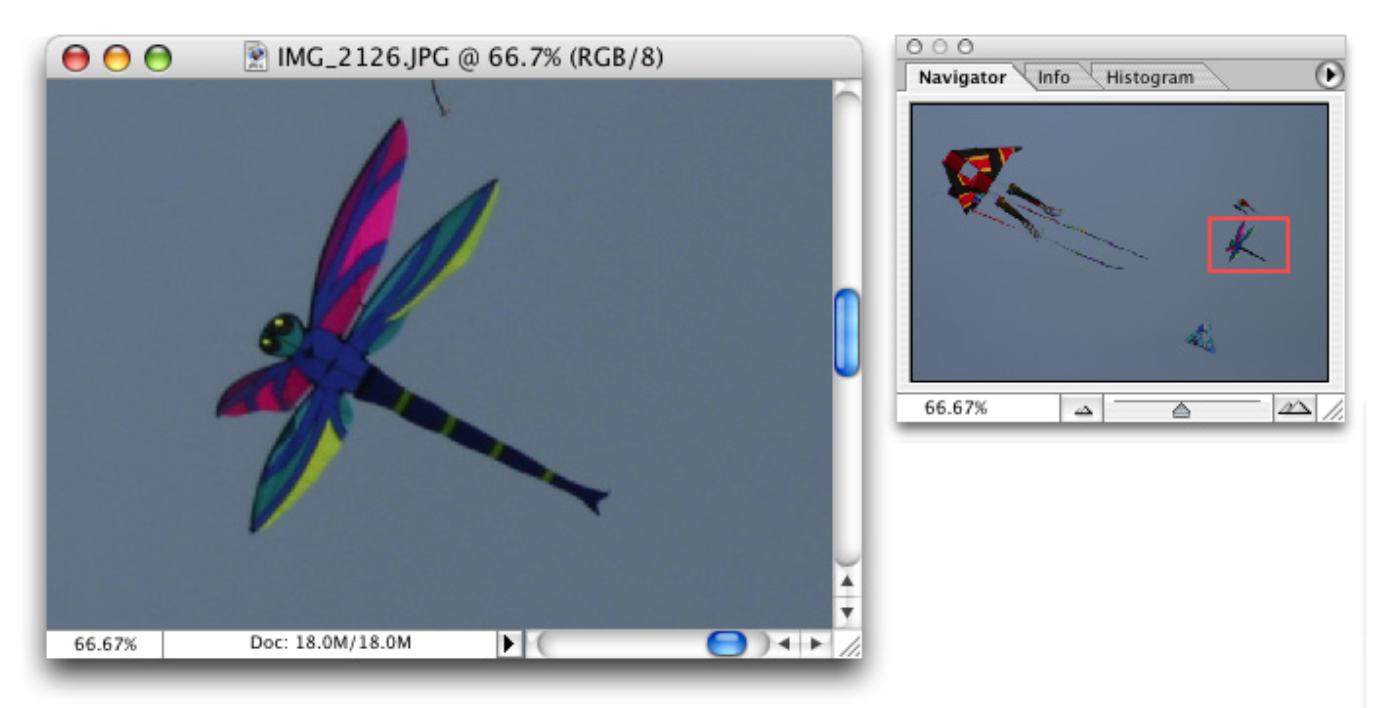 IMG_2126.JPG @ 66.7% (RGB/8)
66.67%
Doc: 18.0M/18.0M
Navigator
Info
Histogram
66.67%